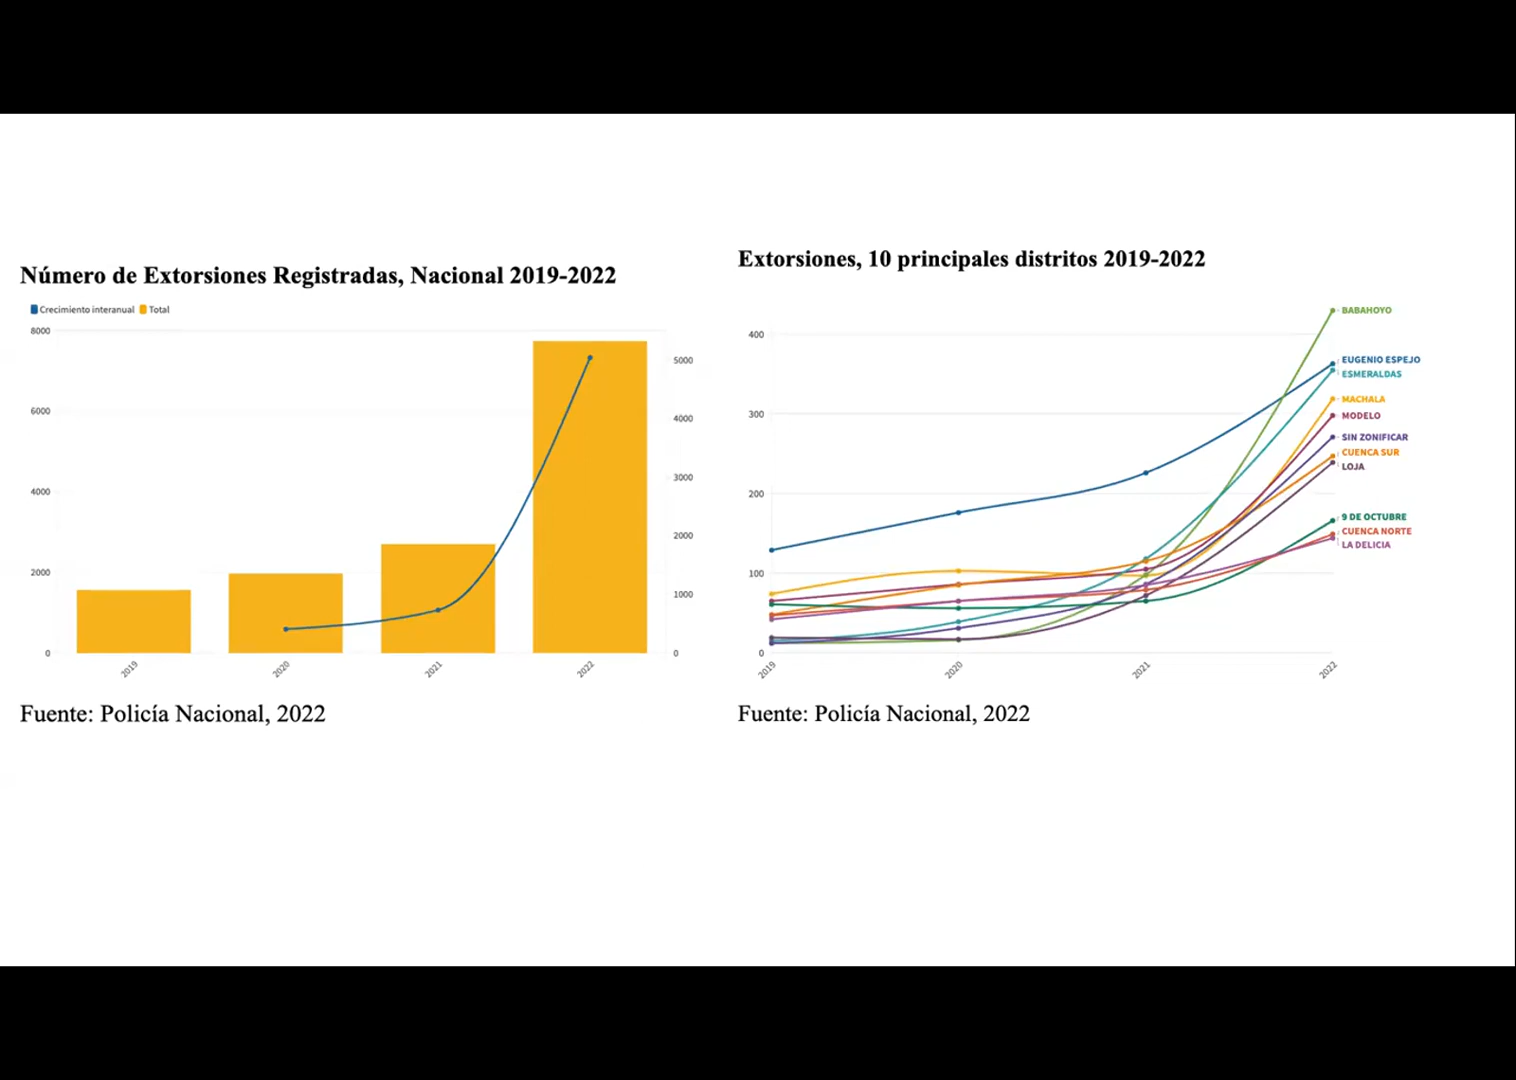 Número de Extorsiones Registradas, Nacional 2019-2022
Crecimiento interanual Total
8000
6000
4000
2000
0
5000
4000
3000
2000
1000
0
2019 2020 2021 2022
Fuente: Policía Nacional, 2022
Extorsiones, 10 principales distritos 2019-2022
400
300
200
100
0
BABAHOYO
EUGENIO ESPEJO
ESMERALDAS
MACHALA
MODELO
SIN ZONIFICAR
CUENCA SUR
LOJA
9 DE OCTUBRE
CUENCA NORTE
LA DELICIA
2019 2020 2021 2022
Fuente: Policía Nacional, 2022